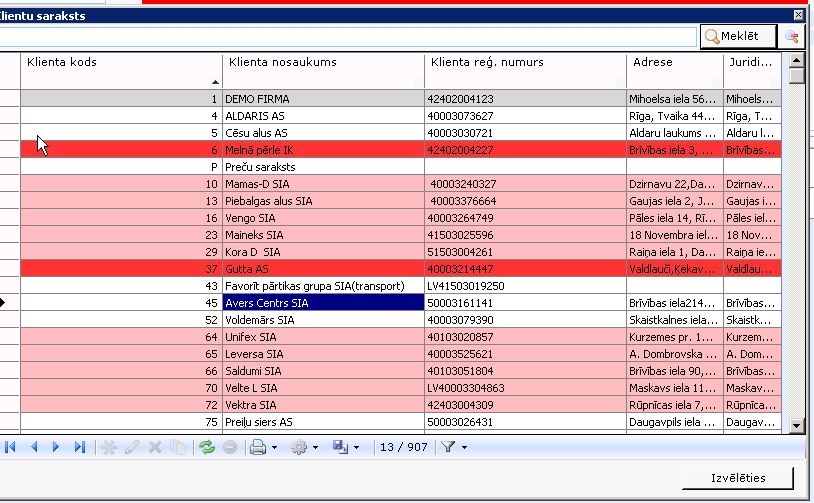 Klientu saraksts
Meklēt
Klienta kods Klienta nosaukums Klienta reģ. numurs Adrese Juridi...
1 DEMO FIRMA 42402004123 Mihoelsa iela 56... Mihoels...
4 ALDARIS AS 40003073627 Rīga, Tvaika 44... Rīga, T...
5 Cēsu alus AS 40003030721 Aldaru laukums ... Aldaru l...
6 Melnā pērle IK 42402004227 Brīvības iela 3, ... Brīvības...
P Preču saraksts
10 Mamas-D SIA 40003240327 Dzirnavu 22,Da... Dzirnav...
13 Piebalgas alus SIA 40003376664 Gaujas iela 2, J... Gaujas i...
16 Vengo SIA 40003264749 Pāles iela 14, Rī... Pāles iel...
23 Maineks SIA 41503025596 18 Novembra iel... 18 Nov...
29 Kora D SIA 51503004261 Raiņa iela 1, Da... Raiņa ie...
37 Gutta AS 40003214447 Valdlauči,Ķekav... Valdlau...
43 Favorīt pārtikas grupa SIA(transport) LV41503019250
45 Avers Centrs SIA 50003161141 Brīvības iela214... Brīvības...
52 Voldemārs SIA 40003079390 Skaistkalnes iela... Skaistk...
64 Unifex SIA 40103020857 Kurzemes pr. 1... Kurzem...
65 Leversa SIA 40003525621 A. Dombrovska ... A. Dom...
66 Saldumi SIA 40103051804 Brīvības iela 90,... Brīvības...
70 Velte L SIA LV40003304863 Maskavs iela 11... Maskav...
72 Vektra SIA 42403004309 Rūpnīcas iela 7,... Rūpnīca...
75 Preiļu siers AS 50003026431 Daugavpils iela ... Daugav...
13 / 907
Izvēlēties